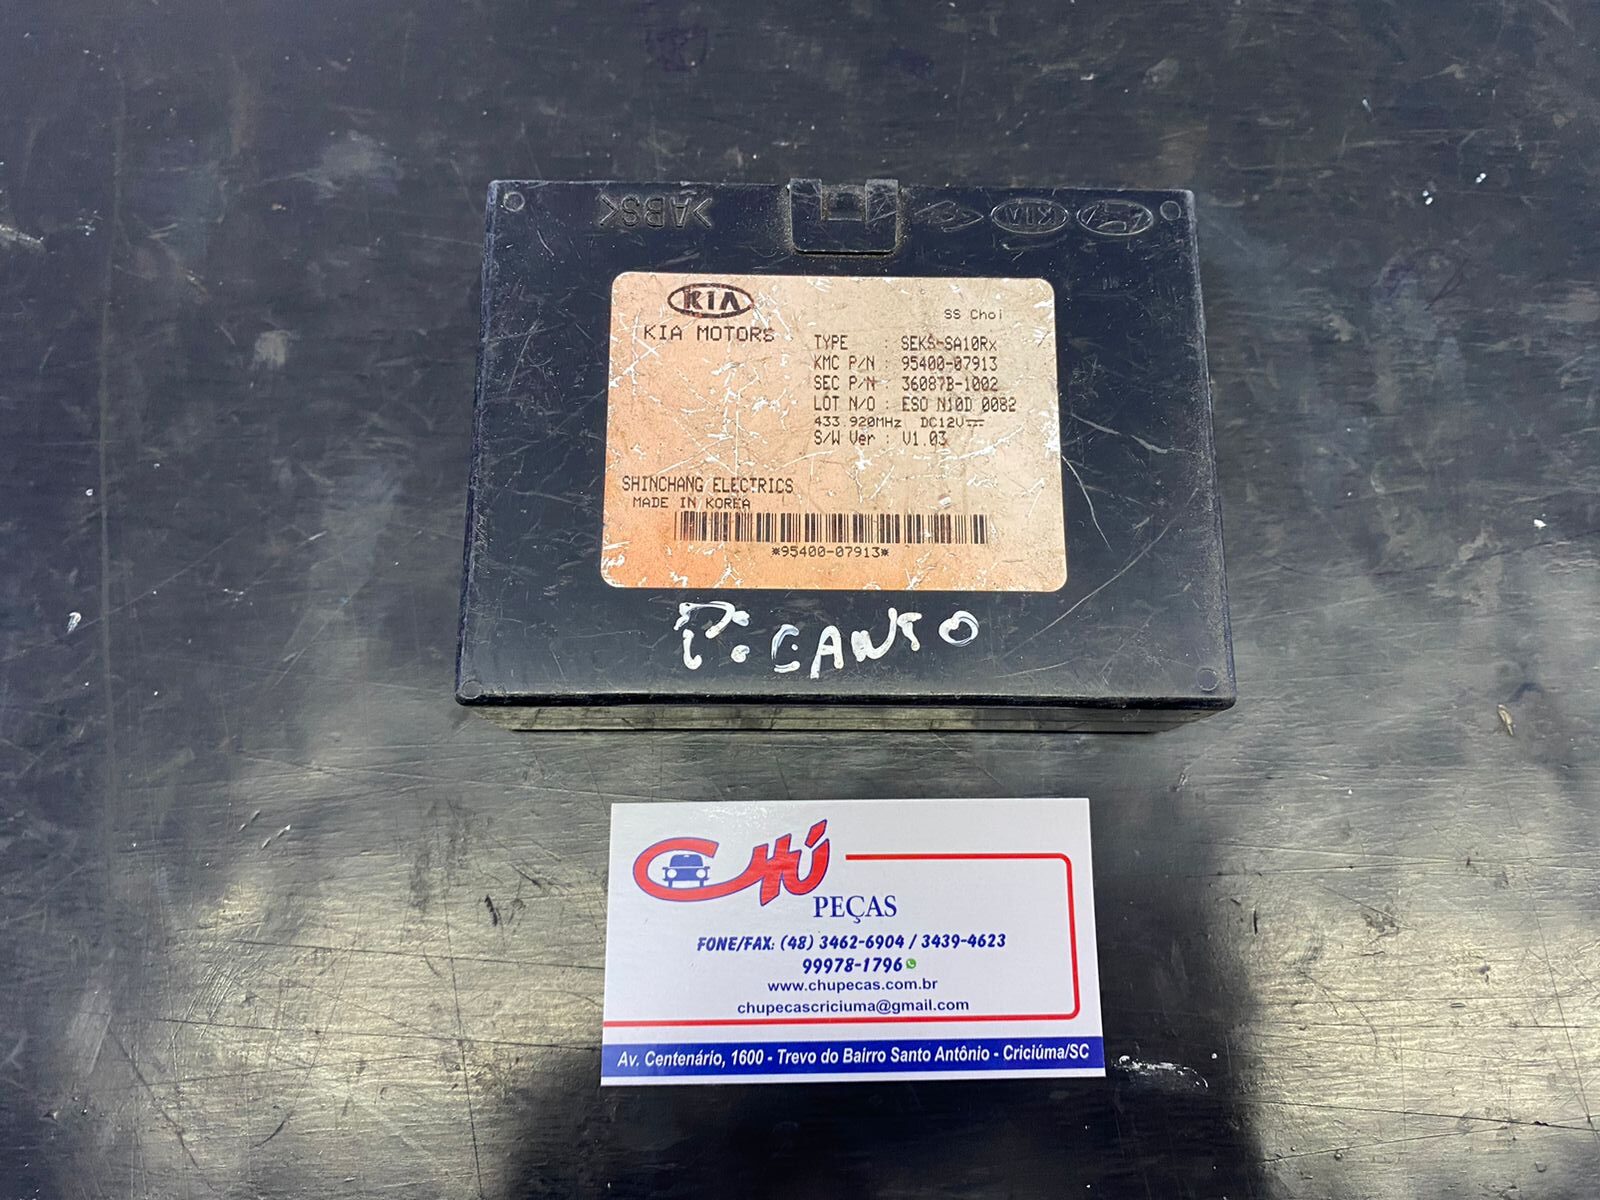 >ABS<
KIA
KIA
KIA MOTORS
SS Choi
TYPE : SEKS-SA10Rx
KMC P/N : 95400-07913
SEC P/N : 36087B-1002
LOT N/O : ESO N10D 0082
433.920MHz DC12V
S/W Ver : V1.03
SHINCHANG ELECTRICS
MADE IN KOREA
*95400-07913*
PiCANTO
CHÚ
PEÇAS
FONE/FAX: (48) 3462-6904 / 3439-4623
99978-1796
www.chupecas.com.br
chupecascriciuma@gmail.com
Av. Centenário, 1600 - Trevo do Bairro Santo Antônio - Criciúma/SC